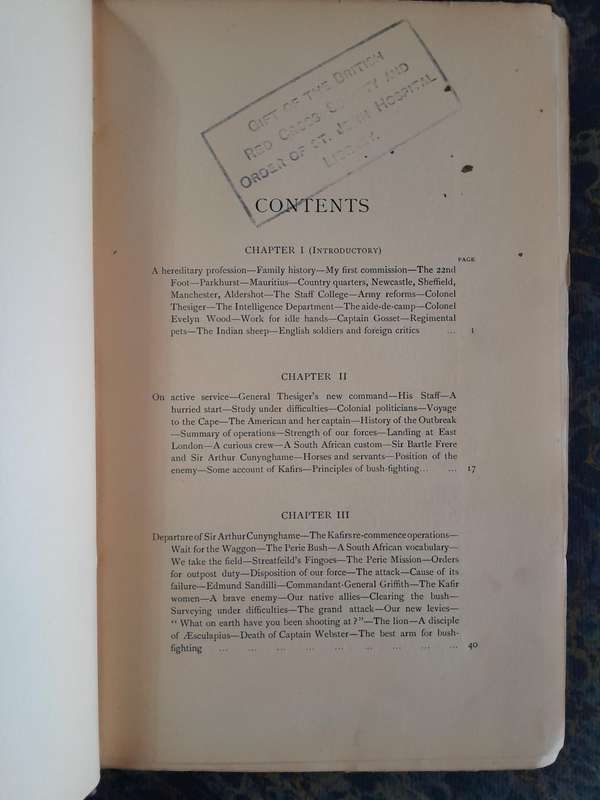 GIFT OF THE BRITISH
RED CROSS SOCIETY AND
ORDER OF ST. JOHN HOSPITAL
LIBRARY.
CONTENTS
CHAPTER I (Introductory)
PAGE
A hereditary profession—Family history—My first commission—The 22nd
Foot—Parkhurst—Mauritius—Country quarters, Newcastle, Sheffield,
Manchester, Aldershot—The Staff College—Army reforms—Colonel
Thesiger—The Intelligence Department—The aide-de-camp—Colonel
Evelyn Wood—Work for idle hands—Captain Gosset—Regimental
pets—The Indian sheep—English soldiers and foreign critics ... 1
CHAPTER II
On active service—General Thesiger's new command—His Staff—A
hurried start—Study under difficulties—Colonial politicians—Voyage
to the Cape—The American and her captain—History of the Outbreak
—Summary of operations—Strength of our forces—Landing at East
London—A curious crew—A South African custom—Sir Bartle Frere
and Sir Arthur Cunynghame—Horses and servants—Position of the
enemy—Some account of Kafirs—Principles of bush-fighting... ... 17
CHAPTER III
Departure of Sir Arthur Cunynghame—The Kafirs re-commence operations—
Wait for the Waggon—The Perie Bush—A South African vocabulary—
We take the field—Streatfeild's Fingoes—The Perie Mission—Orders
for outpost duty—Disposition of our force—The attack—Cause of its
failure—Edmund Sandilli—Commandant-General Griffith—The Kafir
women—A brave enemy—Our native allies—Clearing the bush—
Surveying under difficulties—The grand attack—Our new levies—
"What on earth have you been shooting at?"—The lion—A disciple
of Æsculapius—Death of Captain Webster—The best arm for bush-
fighting ... ... ... ... ... ... ... ... ... 40